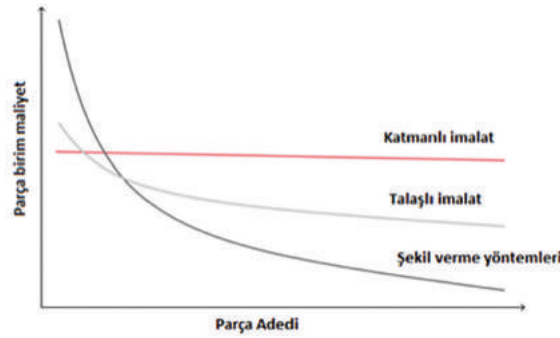 Parça birim maliyet
Katmanlı imalat
Talaşlı imalat
Şekil verme yöntemleri
Parça Adedi